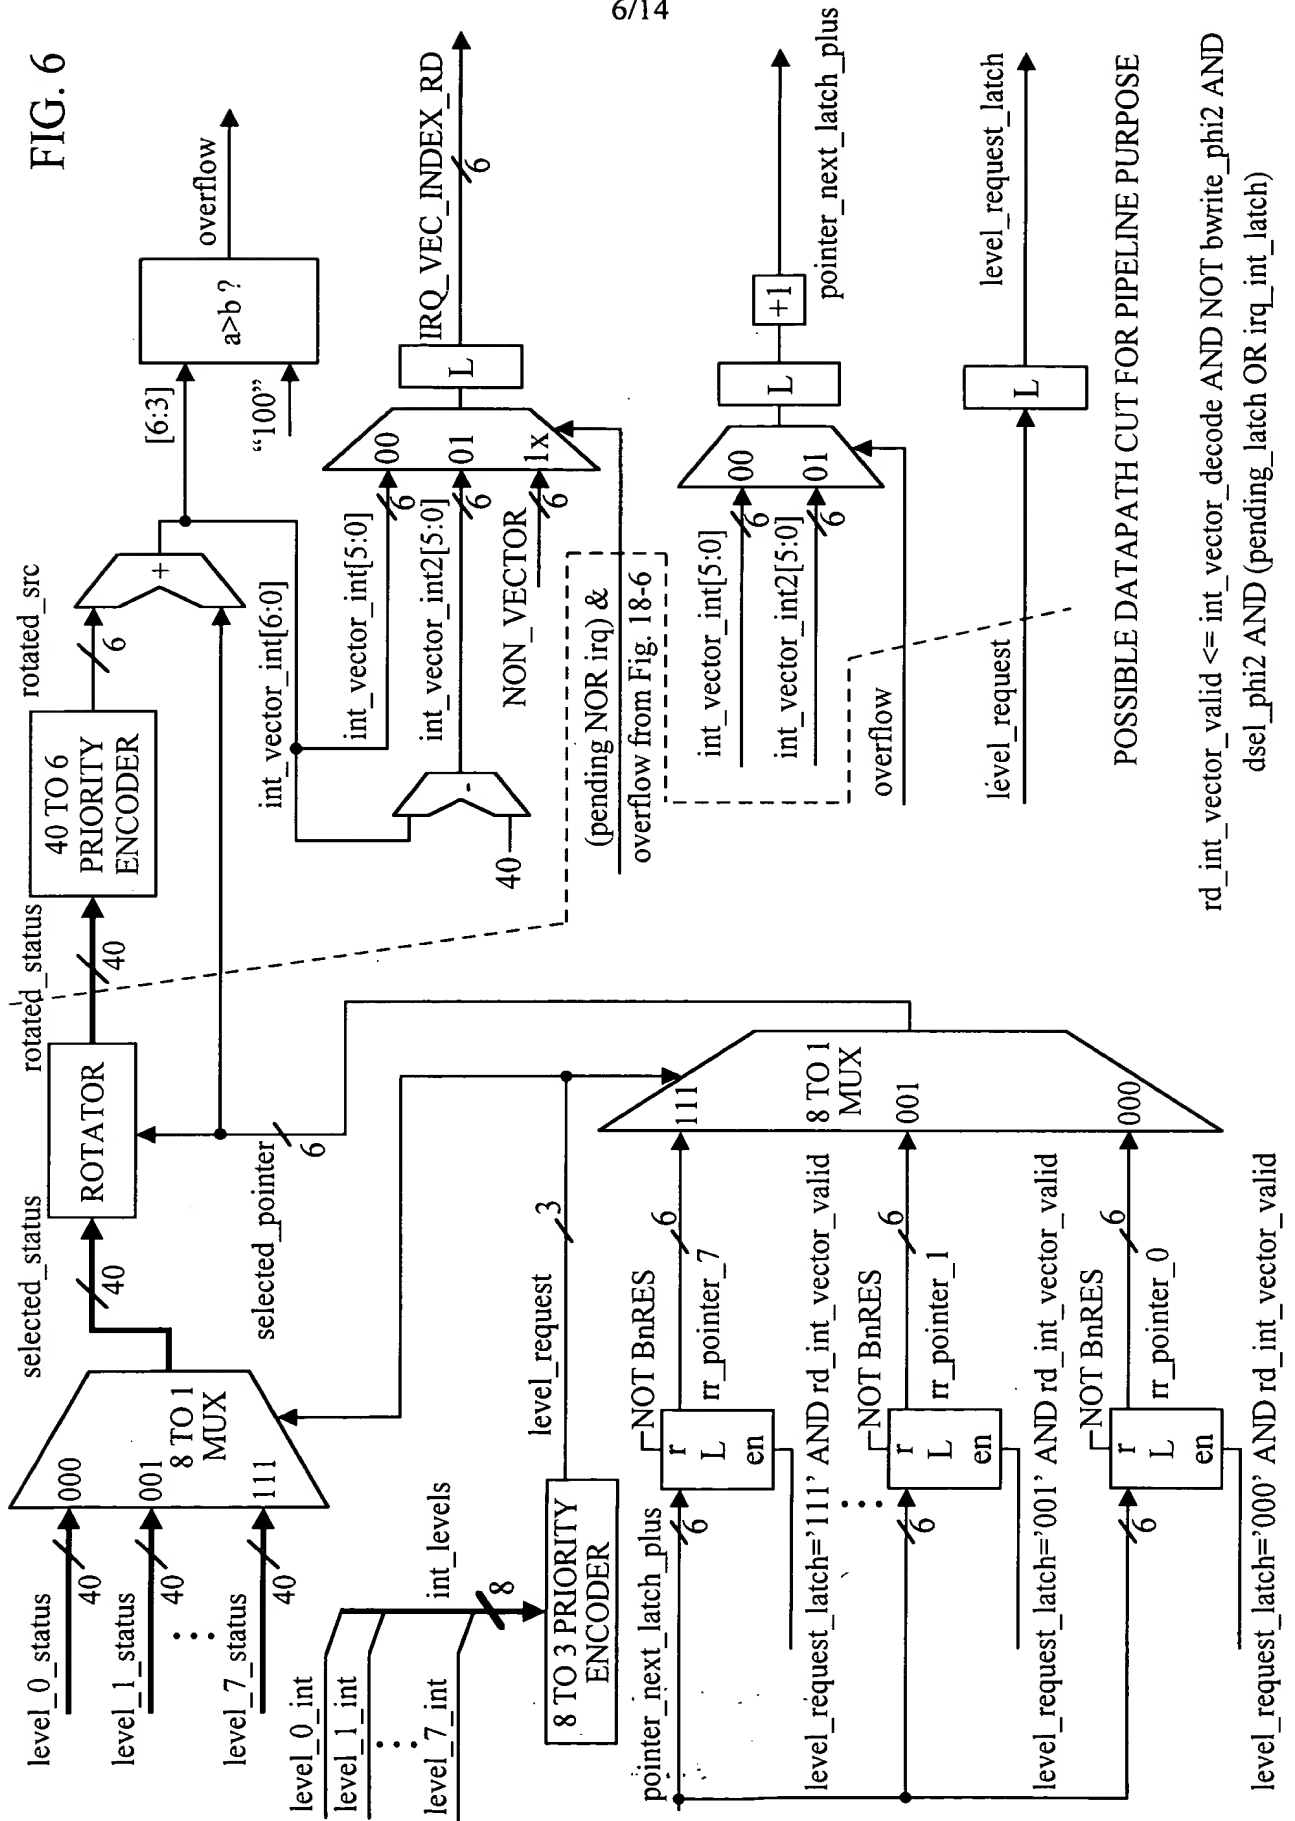 6/14
FIG. 6
level_0_status
40
level_1_status
40
level_7_status
40
000
001
111
8 TO 1
MUX
selected_status
40
ROTATOR
rotated_status
40
40 TO 6
PRIORITY
ENCODER
rotated_src
6
+
[6:3]
"100"
a>b ?
overflow
selected_pointer
6
int_vector_int[6:0]
int_vector_int[5:0]
6
int_vector_int2[5:0]
6
NON_VECTOR
6
40
-
00
01
1x
L
IRQ_VEC_INDEX_RD
6
(pending NOR irq) &
overflow from Fig. 18-6
level_0_int
level_1_int
level_7_int
int_levels
8
8 TO 3 PRIORITY
ENCODER
level_request
3
int_vector_int[5:0]
6
int_vector_int2[5:0]
6
00
01
overflow
L
+1
pointer_next_latch_plus
level_request
L
level_request_latch
pointer_next_latch_plus
6
r
L
en
NOT BnRES
6
rr_pointer_7
level_request_latch='111' AND rd_int_vector_valid
6
r
L
en
NOT BnRES
6
rr_pointer_1
level_request_latch='001' AND rd_int_vector_valid
6
r
L
en
NOT BnRES
6
rr_pointer_0
level_request_latch='000' AND rd_int_vector_valid
111
001
000
8 TO 1
MUX
POSSIBLE DATAPATH CUT FOR PIPELINE PURPOSE
rd_int_vector_valid <= int_vector_decode AND NOT bwrite_phi2 AND
dsel_phi2 AND (pending_latch OR irq_int_latch)